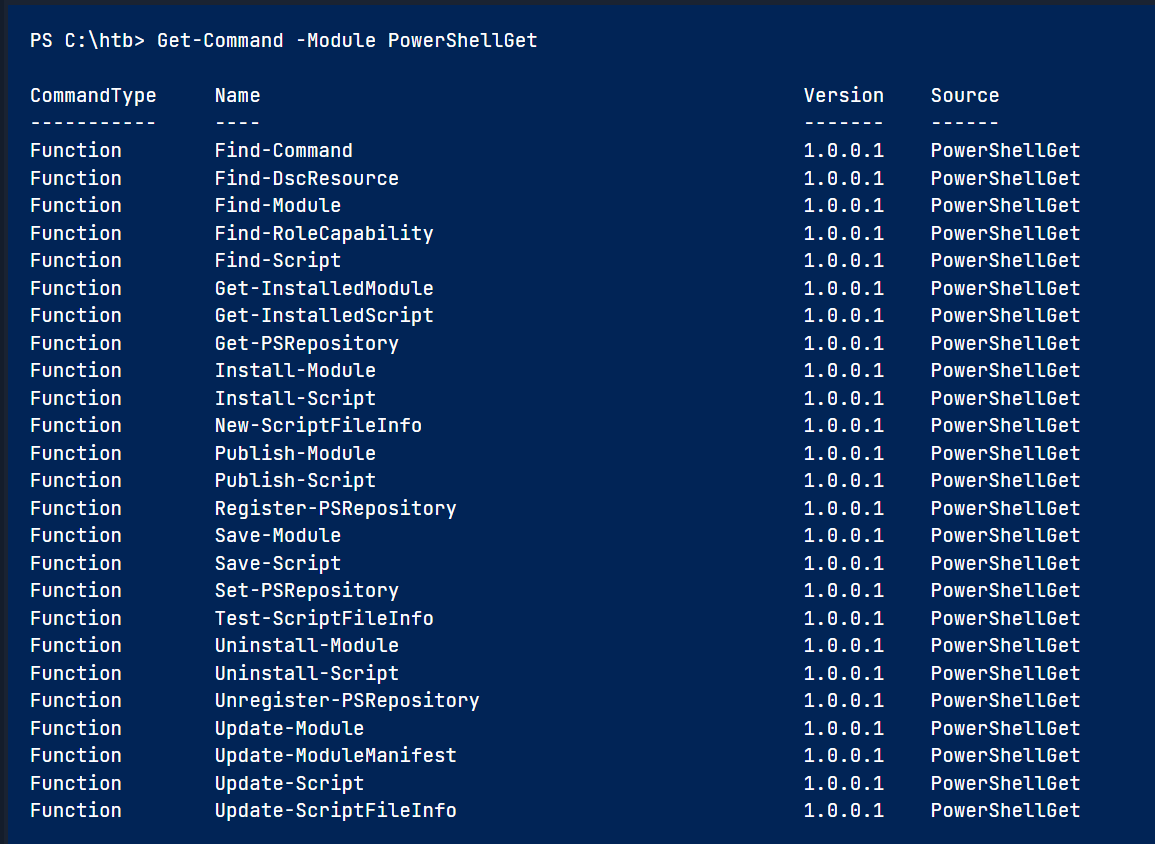 PS C:\htb> Get-Command -Module PowerShellGet
CommandType     Name                                               Version    Source
-----------     ----                                               -------    ------
Function        Find-Command                                       1.0.0.1    PowerShellGet
Function        Find-DscResource                                   1.0.0.1    PowerShellGet
Function        Find-Module                                        1.0.0.1    PowerShellGet
Function        Find-RoleCapability                                1.0.0.1    PowerShellGet
Function        Find-Script                                        1.0.0.1    PowerShellGet
Function        Get-InstalledModule                                1.0.0.1    PowerShellGet
Function        Get-InstalledScript                                1.0.0.1    PowerShellGet
Function        Get-PSRepository                                   1.0.0.1    PowerShellGet
Function        Install-Module                                     1.0.0.1    PowerShellGet
Function        Install-Script                                     1.0.0.1    PowerShellGet
Function        New-ScriptFileInfo                                 1.0.0.1    PowerShellGet
Function        Publish-Module                                     1.0.0.1    PowerShellGet
Function        Publish-Script                                     1.0.0.1    PowerShellGet
Function        Register-PSRepository                              1.0.0.1    PowerShellGet
Function        Save-Module                                        1.0.0.1    PowerShellGet
Function        Save-Script                                        1.0.0.1    PowerShellGet
Function        Set-PSRepository                                   1.0.0.1    PowerShellGet
Function        Test-ScriptFileInfo                                1.0.0.1    PowerShellGet
Function        Uninstall-Module                                   1.0.0.1    PowerShellGet
Function        Uninstall-Script                                   1.0.0.1    PowerShellGet
Function        Unregister-PSRepository                            1.0.0.1    PowerShellGet
Function        Update-Module                                      1.0.0.1    PowerShellGet
Function        Update-ModuleManifest                              1.0.0.1    PowerShellGet
Function        Update-Script                                      1.0.0.1    PowerShellGet
Function        Update-ScriptFileInfo                              1.0.0.1    PowerShellGet